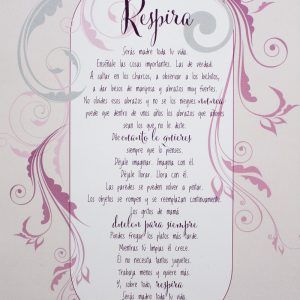 Respira
Serás madre toda tu vida.
Enséñale las cosas importantes. Las de verdad.
A saltar en los charcos, a observar a los bichitos,
a dar besos de mariposa y abrazos muy fuertes.
No olvides esos abrazos y no se los niegues nunca
puede que dentro de unos años los abrazos que añores
sean los que no le diste.
Dile cuánto le quieres
siempre que lo pienses.
Déjale imaginar. Imagina con él.
Déjale llorar. Llora con él.
Las paredes se pueden volver a pintar.
Los objetos se rompen y se reemplazan continuamente.
Los gritos de mamá
duelen para siempre
Puedes fregar los platos más tarde.
Mientras tú limpias él crece.
Él no necesita tantos juguetes.
Trabaja menos y quiere más.
Y, sobre todo, respira
Serás madre toda tu vida